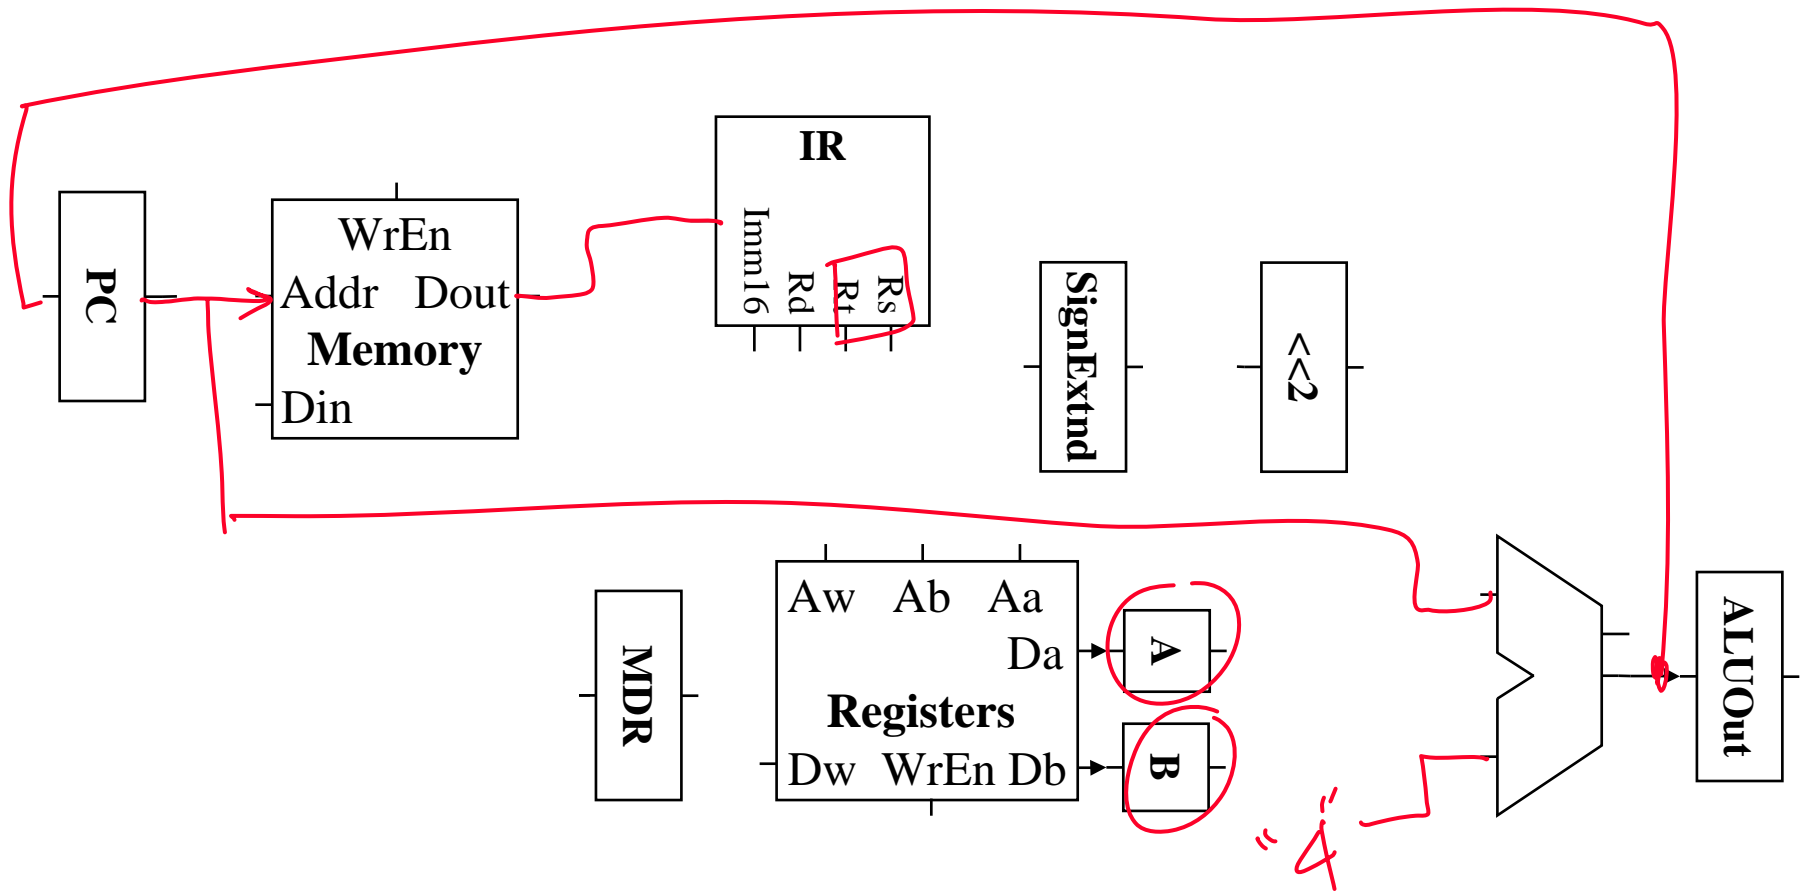 IR
Imm16
Rd
Rt
Rs
PC
WrEn
Addr Dout
Memory
Din
SignExtnd
<<2
MDR
Aw Ab Aa
Da
Registers
Dw WrEn Db
A
B
"4"
ALUOut